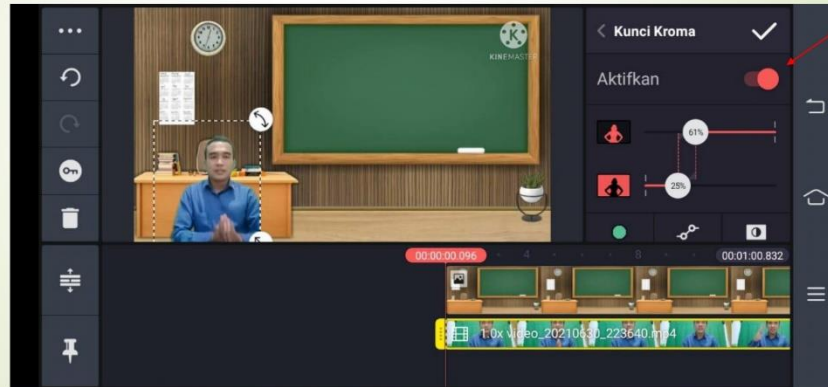 KINEMASTER
Kunci Kroma
Aktifkan
61%
25%
00:00:00.096
4
8
00:01:00.832
1.0x video_20210630_223640.mp4